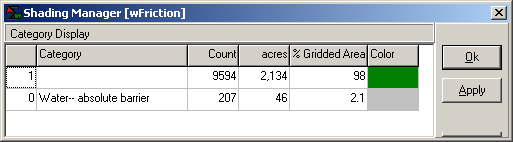 Shading Manager [wFriction]
Category Display
Category Count acres % Gridded Area Color
1 9594 2,134 98
0 Water-- absolute barrier 207 46 2.1
Ok
Apply